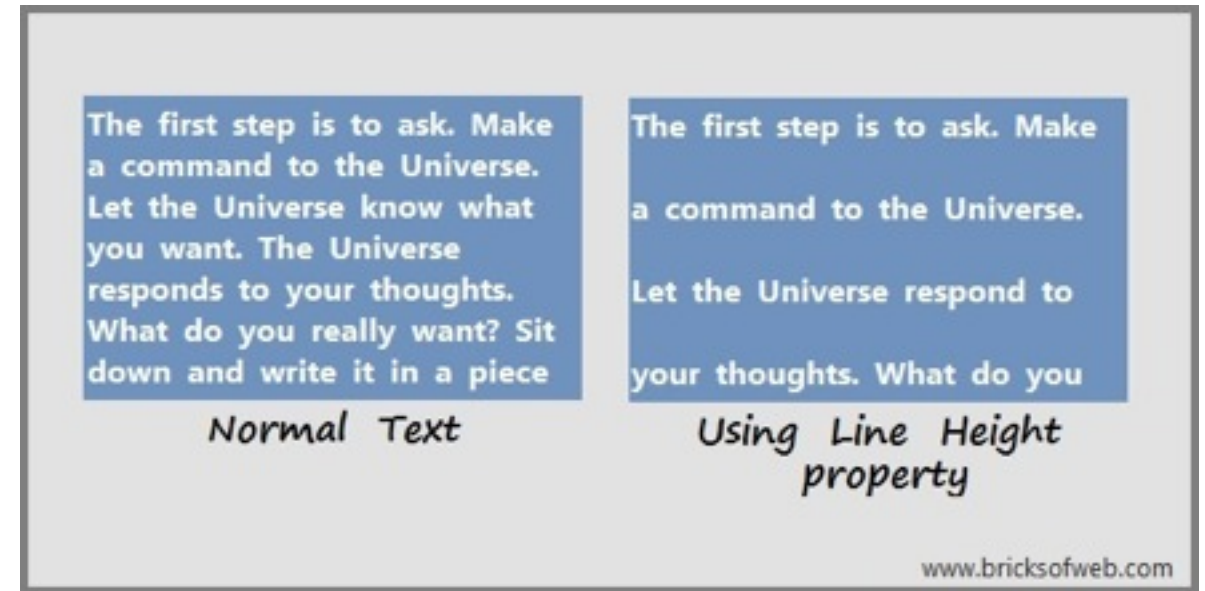 The first step is to ask. Make
a command to the Universe.
Let the Universe know what
you want. The Universe
responds to your thoughts.
What do you really want? Sit
down and write it in a piece
Normal Text
The first step is to ask. Make
a command to the Universe.
Let the Universe respond to
your thoughts. What do you
Using Line Height
property
www.bricksofweb.com